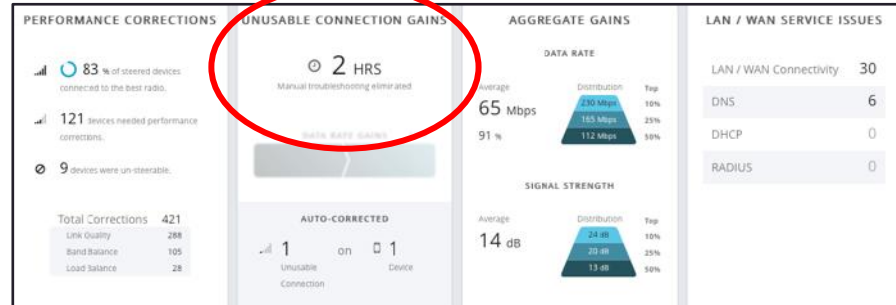 PERFORMANCE CORRECTIONS
83 % of steered devices
connected to the best radio.
121 devices needed performance
corrections.
9 devices were un-steerable.
Total Corrections 421
Link Quality 288
Band Balance 105
Load Balance 28
UNUSABLE CONNECTION GAINS
2 HRS
Manual troubleshooting eliminated
DATA RATE GAINS
AUTO-CORRECTED
1 on 1
Unusable Device
Connection
AGGREGATE GAINS
DATA RATE
Average Distribution Top
65 Mbps
91 %
230 Mbps 10%
165 Mbps 25%
112 Mbps 50%
SIGNAL STRENGTH
Average Distribution Top
14 dB
24 dB 10%
20 dB 25%
13 dB 50%
LAN / WAN SERVICE ISSUES
LAN / WAN Connectivity 30
DNS 6
DHCP 0
RADIUS 0